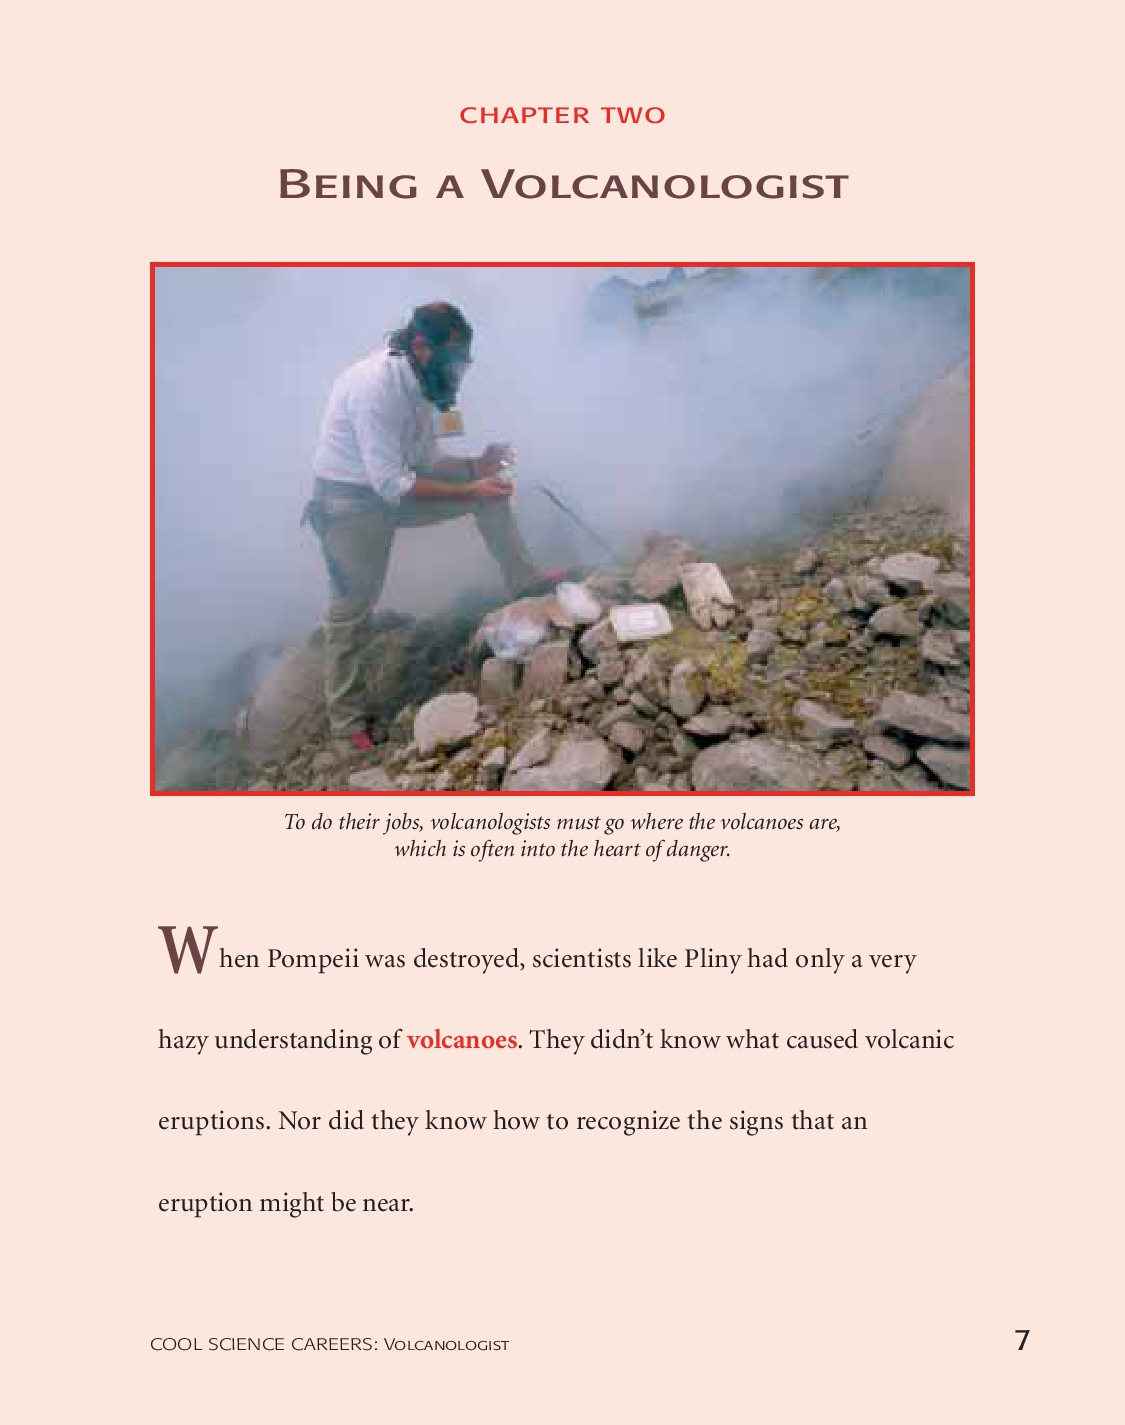 CHAPTER TWO
BEING A VOLCANOLOGIST
To do their jobs, volcanologists must go where the volcanoes are,
which is often into the heart of danger.
When Pompeii was destroyed, scientists like Pliny had only a very
hazy understanding of volcanoes. They didn’t know what caused volcanic
eruptions. Nor did they know how to recognize the signs that an
eruption might be near.
COOL SCIENCE CAREERS: VOLCANOLOGIST
7